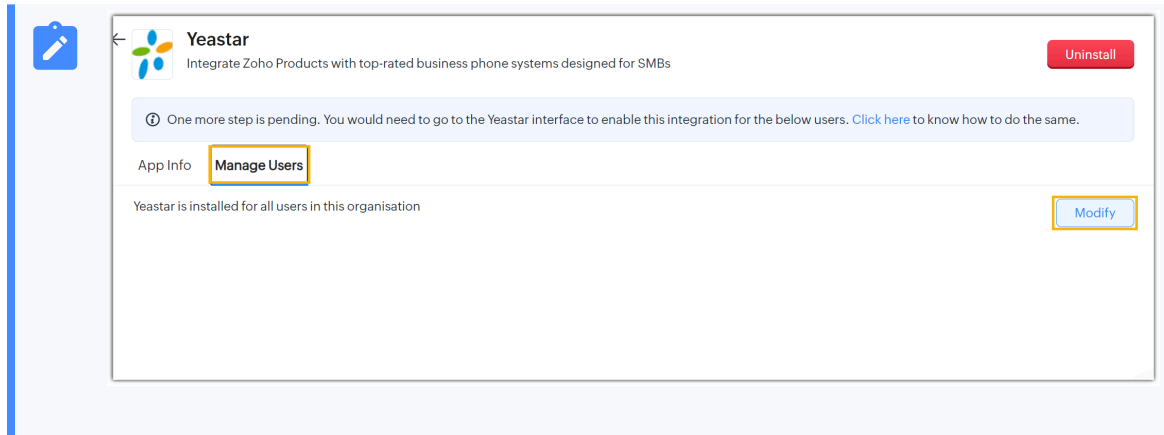 Yeastar
Integrate Zoho Products with top-rated business phone systems designed for SMBs
Uninstall
One more step is pending. You would need to go to the Yeastar interface to enable this integration for the below users. Click here to know how to do the same.
App Info
Manage Users
Yeastar is installed for all users in this organisation
Modify